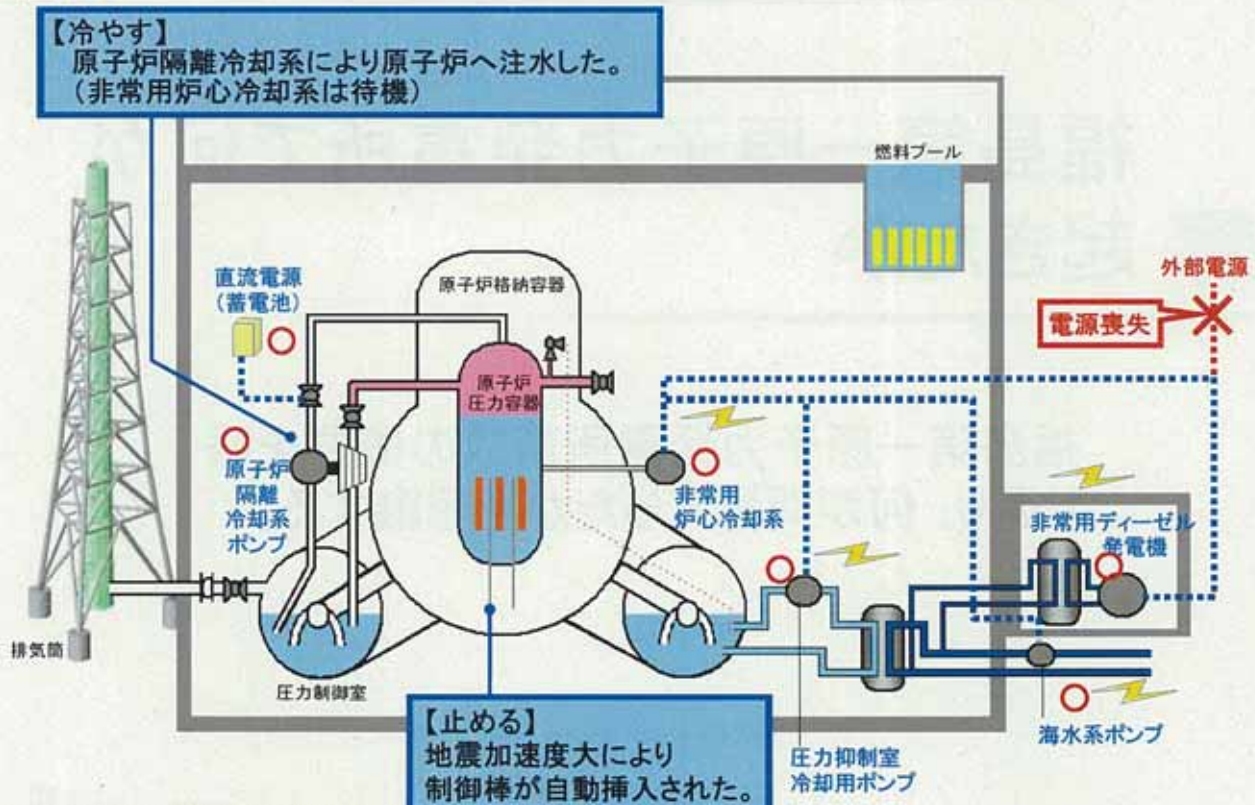 【冷やす】
原子炉隔離冷却系により原子炉へ注水した。
（非常用炉心冷却系は待機）
燃料プール
外部電源
電源喪失
直流電源
（蓄電池）
原子炉格納容器
原子炉
圧力容器
原子炉
隔離
冷却系
ポンプ
非常用
炉心冷却系
非常用ディーゼル
発電機
排気筒
圧力制御室
【止める】
地震加速度大により
制御棒が自動挿入された。
圧力抑制室
冷却用ポンプ
海水系ポンプ